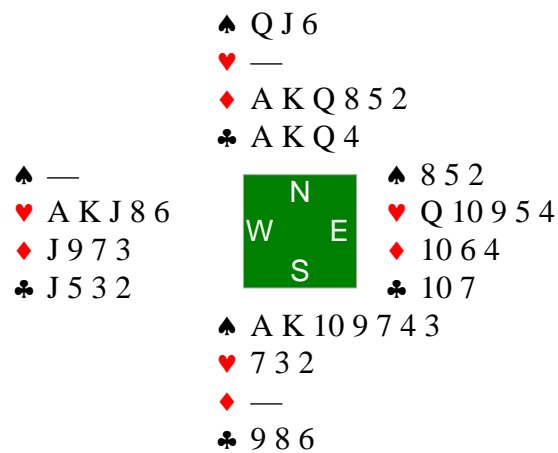 ♠ Q J 6
♥ —
♦ A K Q 8 5 2
♣ A K Q 4
♠ —
♥ A K J 8 6
♦ J 9 7 3
♣ J 5 3 2
N
W E
S
♠ 8 5 2
♥ Q 10 9 5 4
♦ 10 6 4
♣ 10 7
♠ A K 10 9 7 4 3
♥ 7 3 2
♦ —
♣ 9 8 6